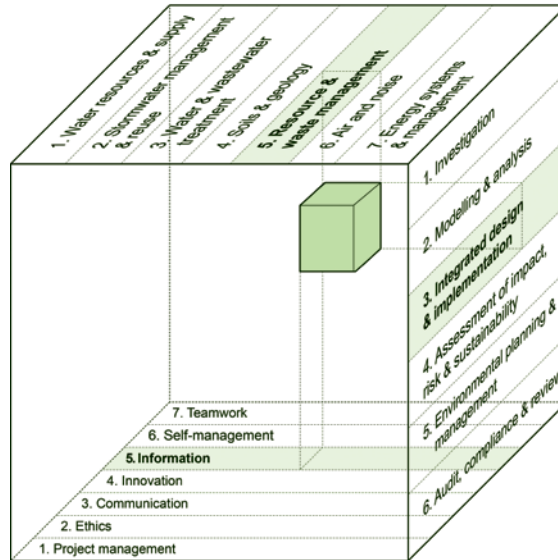 1. Water resources & supply
2. Stormwater management
& reuse
3. Water & wastewater
treatment
4. Soils & geology
5. Resource &
waste management
6. Air and noise
7. Energy systems
& management
1. Investigation
2. Modelling & analysis
3. Integrated design
& implementation
4. Assessment of impact,
risk & sustainability
5. Environmental planning &
management
6. Audit, compliance & review
7. Teamwork
6. Self-management
5. Information
4. Innovation
3. Communication
2. Ethics
1. Project management